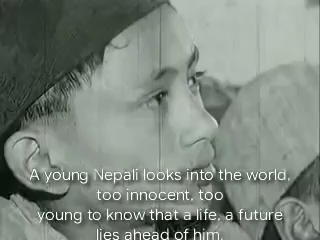 A young Nepali looks into the world,
too innocent, too
young to know that a life, a future
lies ahead of him.